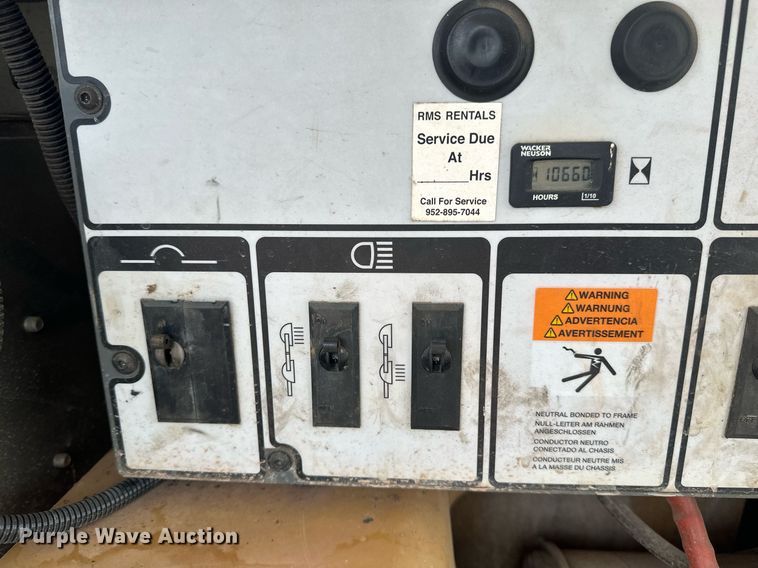 RMS RENTALS
Service Due
At
Hrs
Call For Service
952-895-7044
WACKER
NEUSON
10660
HOURS 1/10
WARNING
WARNUNG
ADVERTENCIA
AVERTISSEMENT
NEUTRAL BONDED TO FRAME
NULL-LEITER AM RAHMEN
ANGESCHLOSSEN
CONDUCTOR NEUTRO
CONECTADO AL CHASIS
CONDUCTEUR NEUTRE MIS
A LA MASSE DU CHASSIS
Purple Wave Auction